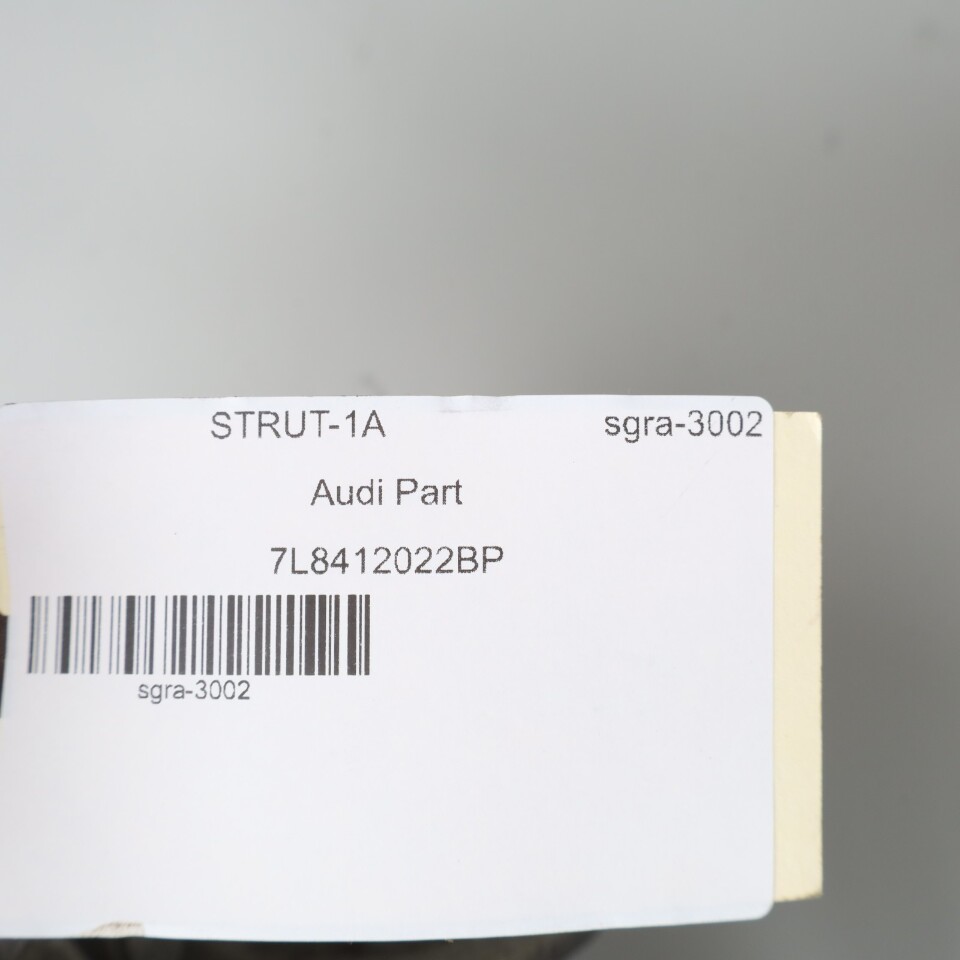 STRUT-1A sgra-3002
Audi Part
7L8412022BP
sgra-3002